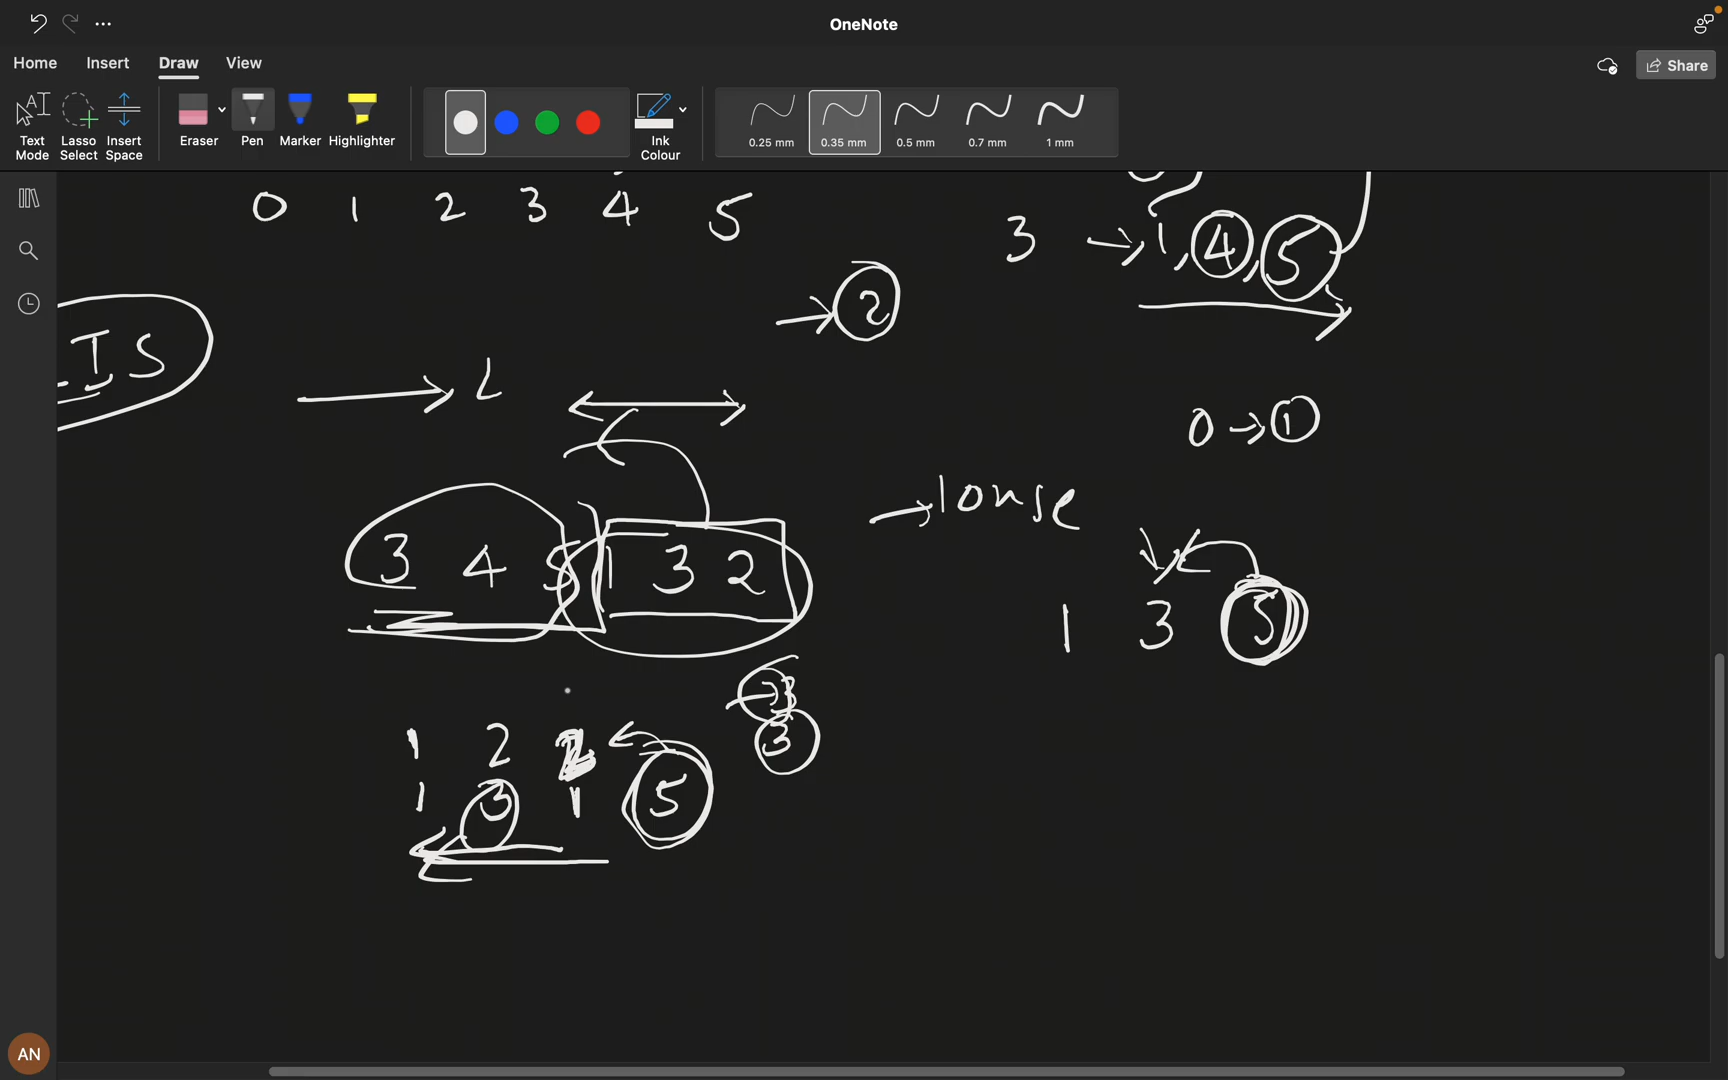 OneNote
Home Insert Draw View
Share
Text Mode
Lasso Select
Insert Space
Eraser
Pen
Marker
Highlighter
Ink Colour
0.25 mm
0.35 mm
0.5 mm
0.7 mm
1 mm
0 1 2 3 4 5
3 → 1, 4, 5
→ 2
LIS
→ L
0 → 1
3 4 5 1 3 2
1 3 5
→ 3
3
1 2
1 3 1 5
AN